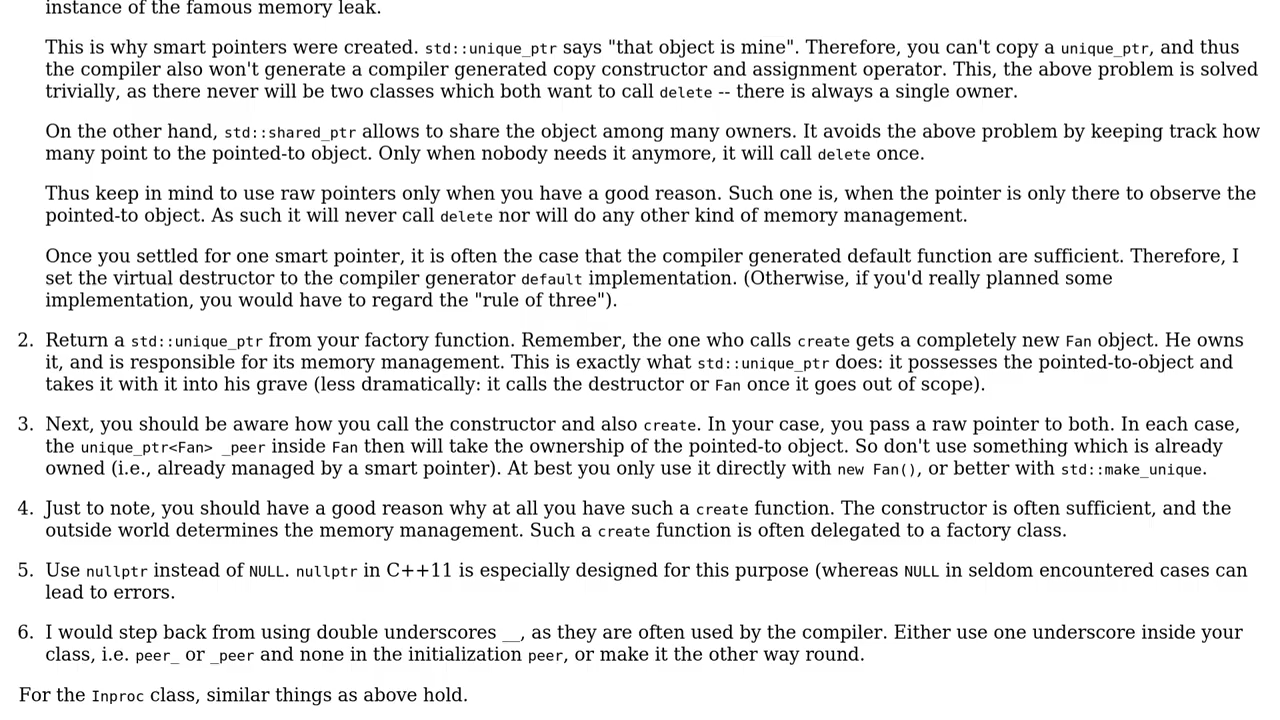 instance of the famous memory leak.
This is why smart pointers were created. std::unique_ptr says "that object is mine". Therefore, you can't copy a unique_ptr, and thus
the compiler also won't generate a compiler generated copy constructor and assignment operator. This, the above problem is solved
trivially, as there never will be two classes which both want to call delete -- there is always a single owner.
On the other hand, std::shared_ptr allows to share the object among many owners. It avoids the above problem by keeping track how
many point to the pointed-to object. Only when nobody needs it anymore, it will call delete once.
Thus keep in mind to use raw pointers only when you have a good reason. Such one is, when the pointer is only there to observe the
pointed-to object. As such it will never call delete nor will do any other kind of memory management.
Once you settled for one smart pointer, it is often the case that the compiler generated default function are sufficient. Therefore, I
set the virtual destructor to the compiler generator default implementation. (Otherwise, if you'd really planned some
implementation, you would have to regard the "rule of three").
2. Return a std::unique_ptr from your factory function. Remember, the one who calls create gets a completely new Fan object. He owns
it, and is responsible for its memory management. This is exactly what std::unique_ptr does: it possesses the pointed-to-object and
takes it with it into his grave (less dramatically: it calls the destructor or Fan once it goes out of scope).
3. Next, you should be aware how you call the constructor and also create. In your case, you pass a raw pointer to both. In each case,
the unique_ptr<Fan> _peer inside Fan then will take the ownership of the pointed-to object. So don't use something which is already
owned (i.e., already managed by a smart pointer). At best you only use it directly with new Fan(), or better with std::make_unique.
4. Just to note, you should have a good reason why at all you have such a create function. The constructor is often sufficient, and the
outside world determines the memory management. Such a create function is often delegated to a factory class.
5. Use nullptr instead of NULL. nullptr in C++11 is especially designed for this purpose (whereas NULL in seldom encountered cases can
lead to errors.
6. I would step back from using double underscores __, as they are often used by the compiler. Either use one underscore inside your
class, i.e. peer_ or _peer and none in the initialization peer, or make it the other way round.
For the Inproc class, similar things as above hold.